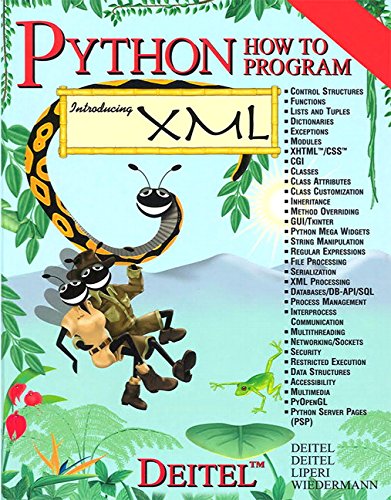 PYTHON
HOW TO
PROGRAM
Introducing
XML
▪ CONTROL STRUCTURES
▪ FUNCTIONS
▪ LISTS AND TUPLES
▪ DICTIONARIES
▪ EXCEPTIONS
▪ MODULES
▪ XHTML™/CSS™
▪ CGI
▪ CLASSES
▪ CLASS ATTRIBUTES
▪ CLASS CUSTOMIZATION
▪ INHERITANCE
▪ METHOD OVERRIDING
▪ GUI/TKINTER
▪ PYTHON MEGA WIDGETS
▪ STRING MANIPULATION
▪ REGULAR EXPRESSIONS
▪ FILE PROCESSING
▪ SERIALIZATION
▪ XML PROCESSING
▪ DATABASES/DB-API/SQL
▪ PROCESS MANAGEMENT
▪ INTERPROCESS
COMMUNICATION
▪ MULTITHREADING
▪ NETWORKING/SOCKETS
▪ SECURITY
▪ RESTRICTED EXECUTION
▪ DATA STRUCTURES
▪ ACCESSIBILITY
▪ MULTIMEDIA
▪ PYOPENGL
▪ PYTHON SERVER PAGES
(PSP)
DEITEL™
DEITEL
DEITEL
LIPERI
WIEDERMANN